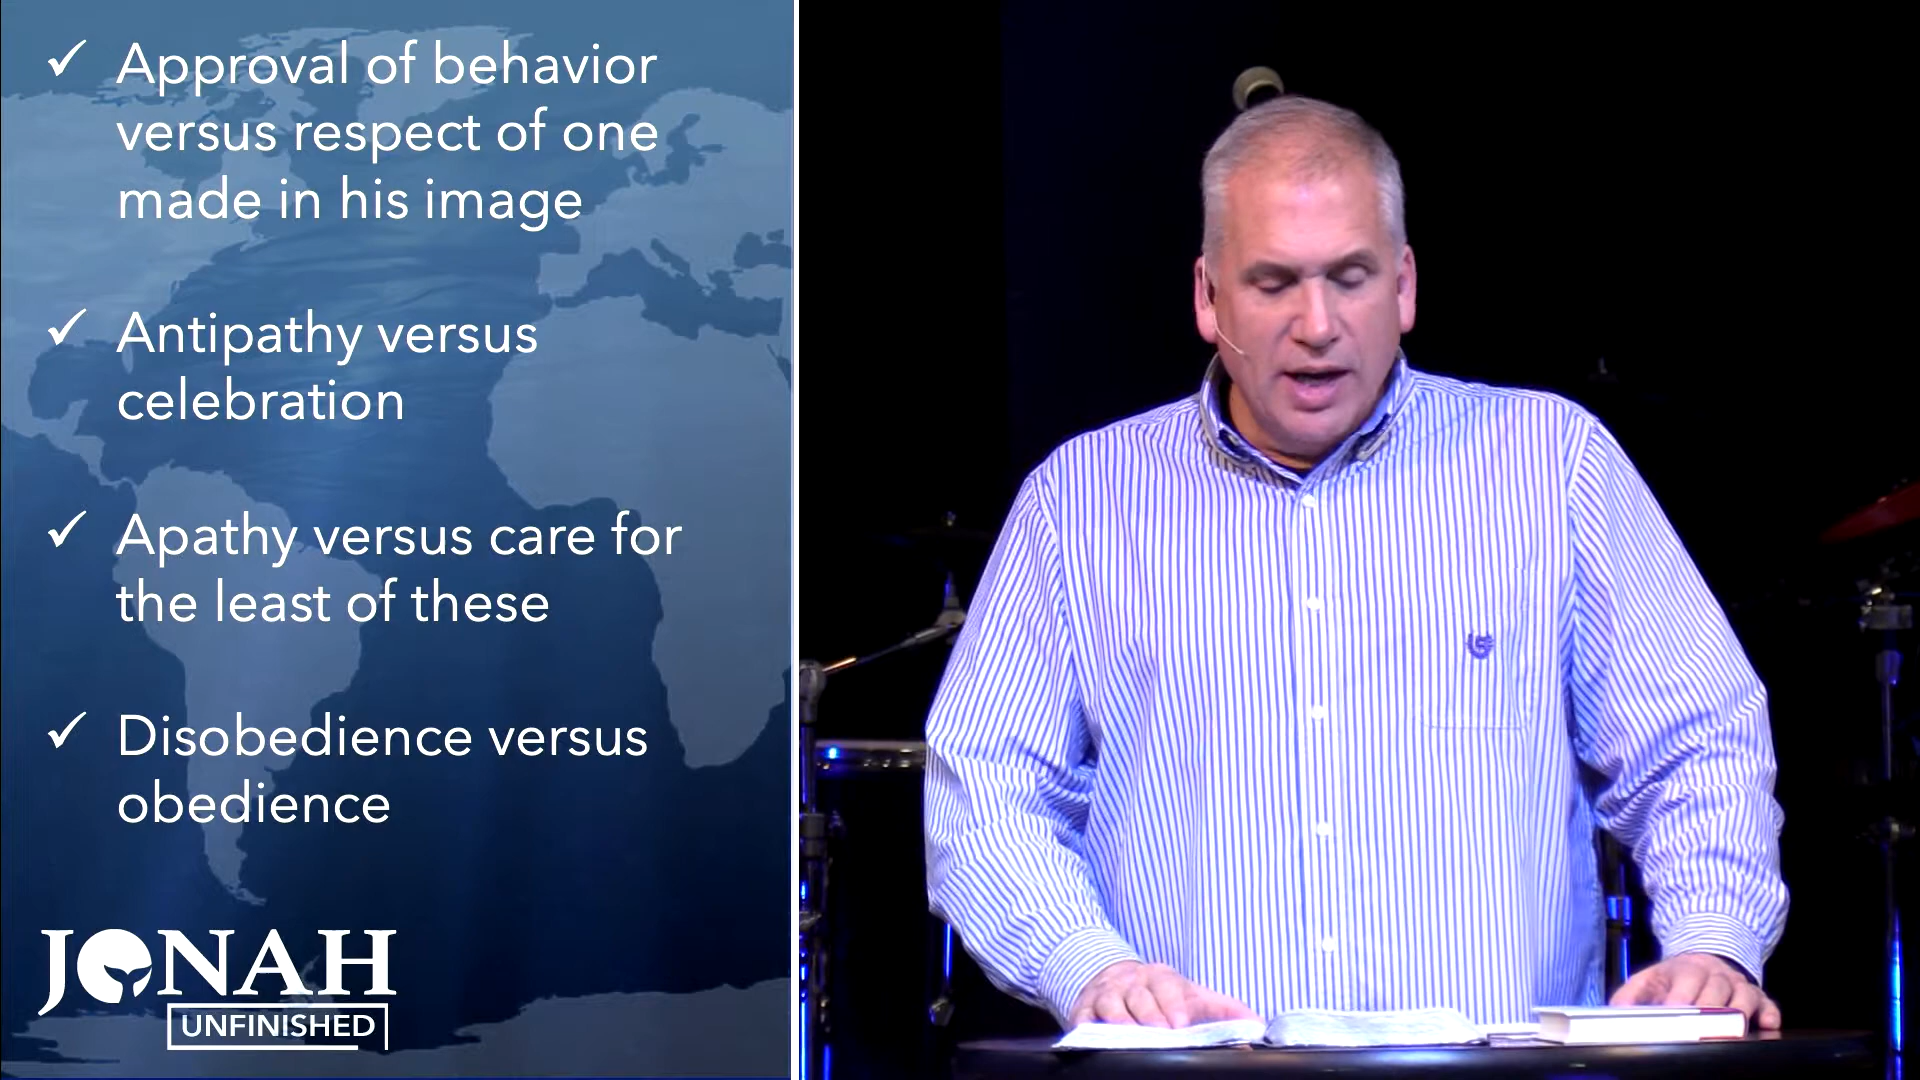 Approval of behavior
versus respect of one
made in his image
Antipathy versus
celebration
Apathy versus care for
the least of these
Disobedience versus
obedience
JONAH
UNFINISHED